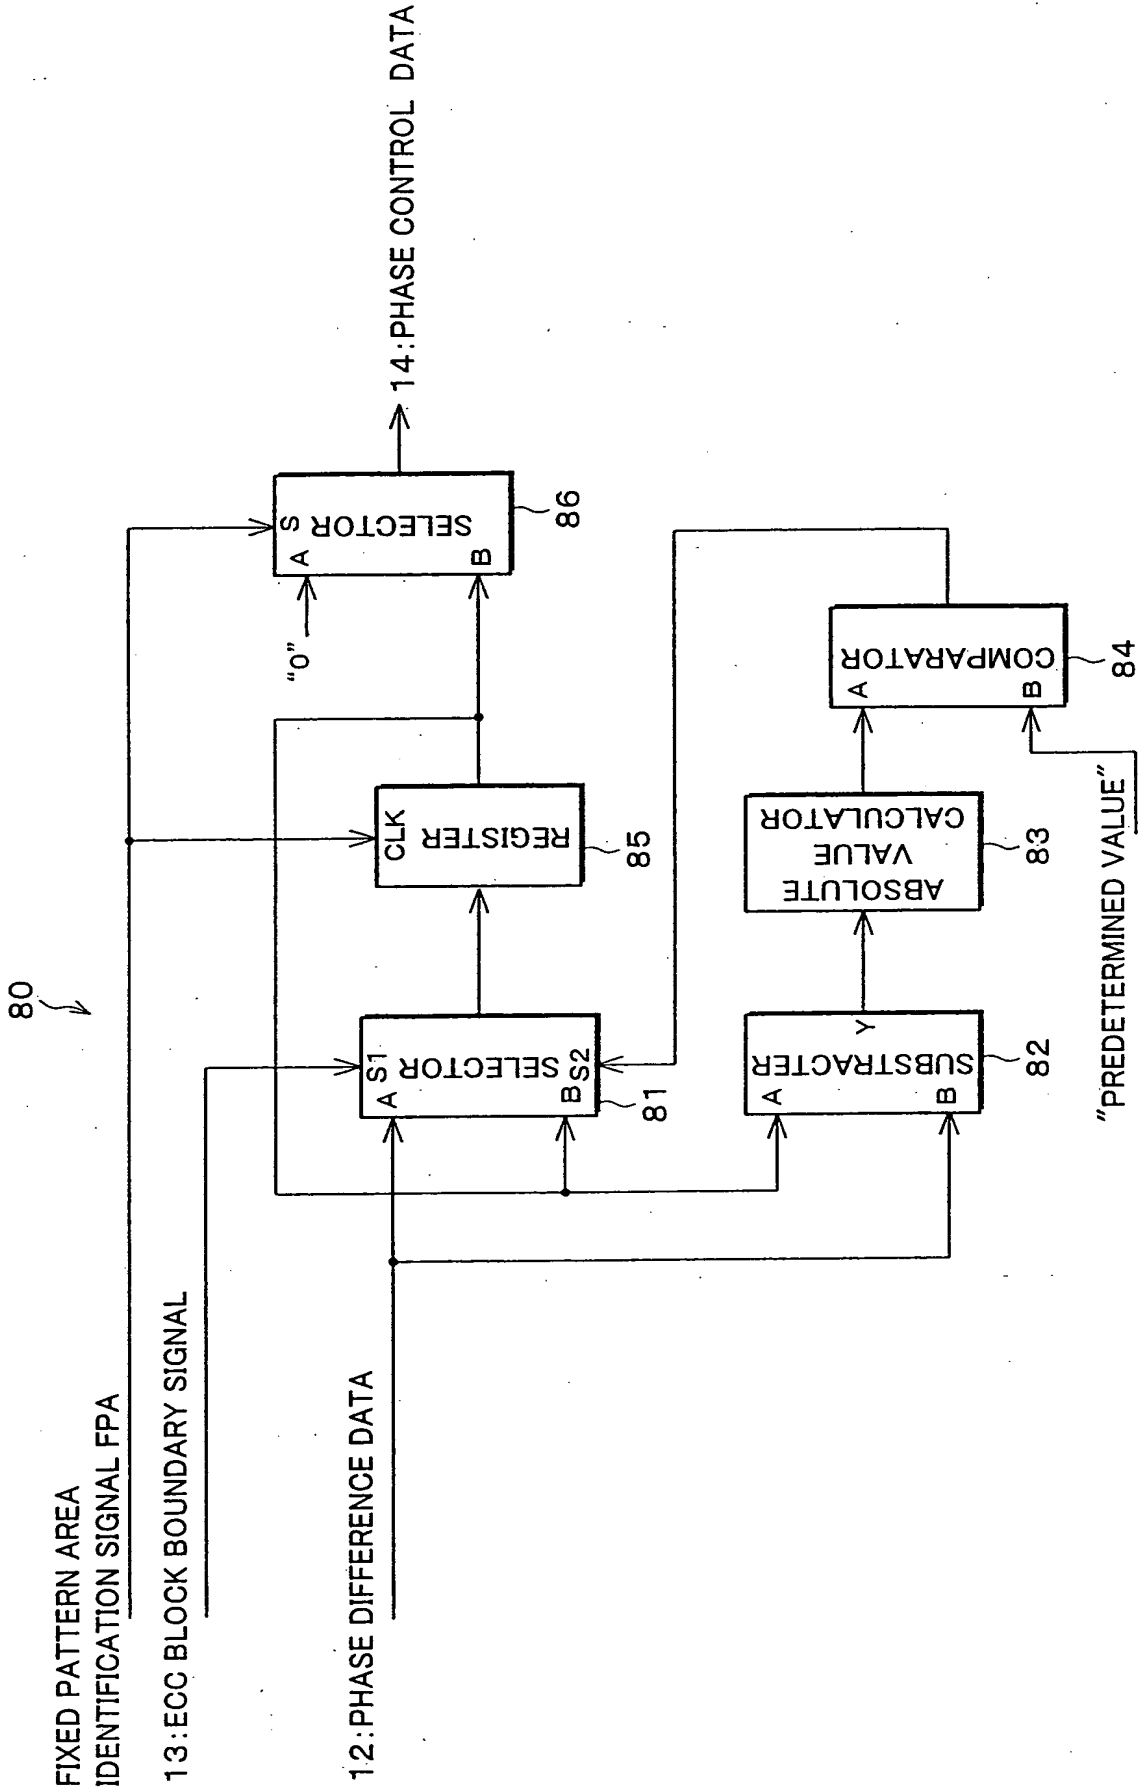 80
FIXED PATTERN AREA
IDENTIFICATION SIGNAL FPA
13:ECC BLOCK BOUNDARY SIGNAL
12:PHASE DIFFERENCE DATA
S1
A
SELECTOR
B
S2
81
CLK
REGISTER
85
"0"
S
A
SELECTOR
B
86
14:PHASE CONTROL DATA
A
Y
SUBSTRACTER
B
82
ABSOLUTE
VALUE
CALCULATOR
83
A
COMPARATOR
B
84
"PREDETERMINED VALUE"